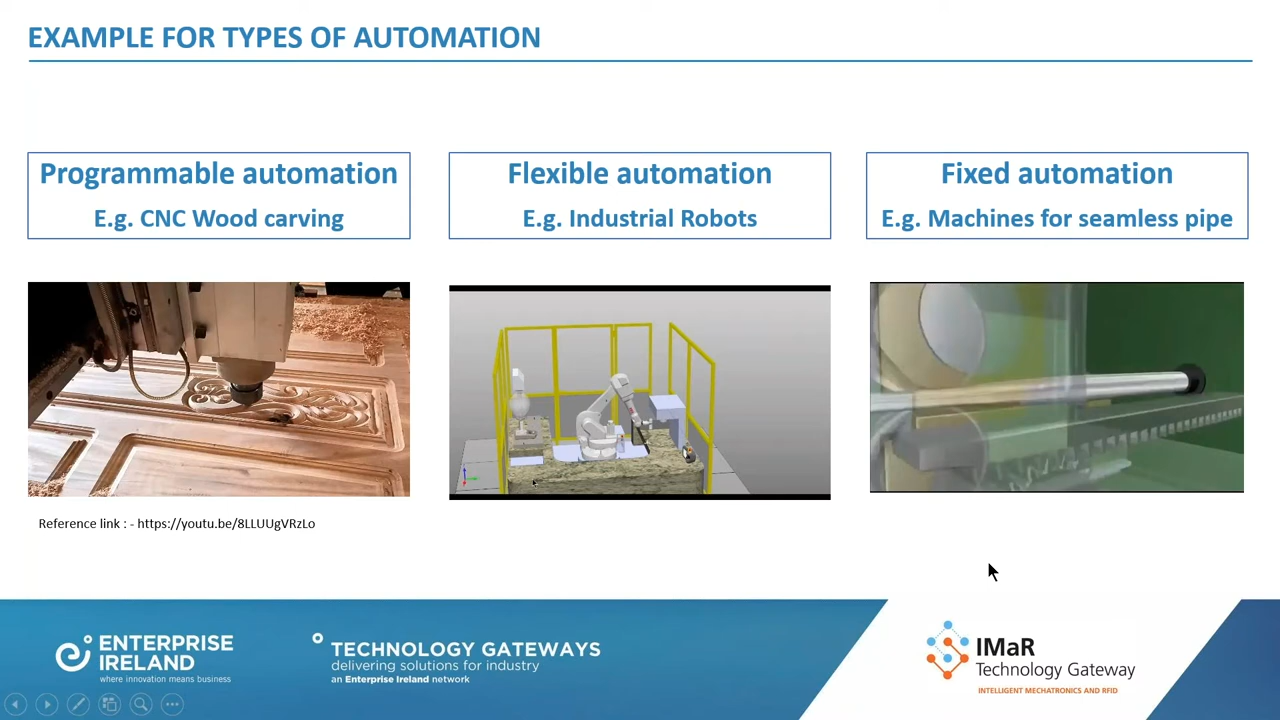 EXAMPLE FOR TYPES OF AUTOMATION
Programmable automation
E.g. CNC Wood carving
Flexible automation
E.g. Industrial Robots
Fixed automation
E.g. Machines for seamless pipe
Reference link : - https://youtu.be/8LLUUgVRzLo
ENTERPRISE
IRELAND
where innovation means business
TECHNOLOGY GATEWAYS
delivering solutions for industry
an Enterprise Ireland network
IMaR
Technology Gateway
INTELLIGENT MECHATRONICS AND RFID